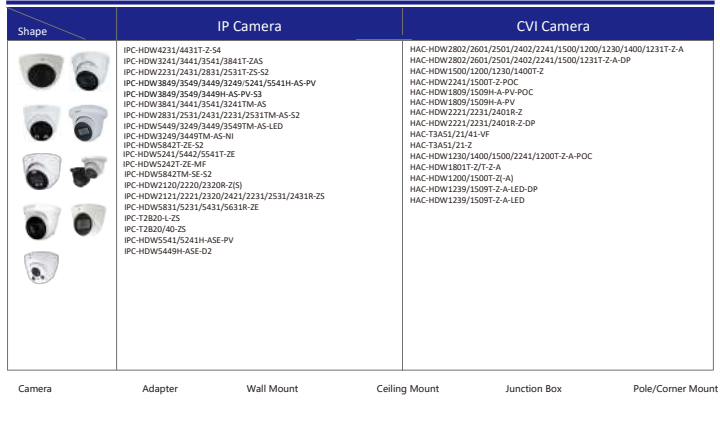 Shape
IP Camera
CVI Camera
IPC-HDW4231/4431T-Z-S4
IPC-HDW3241/3441/3541/3841T-ZAS
IPC-HDW2231/2431/2831/2531T-ZS-S2
IPC-HDW3849/3549/3449/3249/5241/5541H-AS-PV
IPC-HDW3849/3549/3449H-AS-PV-S3
IPC-HDW3841/3441/3541/3241TM-AS
IPC-HDW2831/2531/2431/2231/2531TM-AS-S2
IPC-HDW5449/3249/3449/3549TM-AS-LED
IPC-HDW3249/3449TM-AS-NI
IPC-HDW5842T-ZE-S2
IPC-HDW5241/5442/5541T-ZE
IPC-HDW5242T-ZE-MF
IPC-HDW5842TM-SE-S2
IPC-HDW2120/2220/2320R-Z(S)
IPC-HDW2121/2221/2320/2421/2231/2531/2431R-ZS
IPC-HDW5831/5231/5431/5631R-ZE
IPC-T2B20-L-ZS
IPC-T2B20/40-ZS
IPC-HDW5541/5241H-ASE-PV
IPC-HDW5449H-ASE-D2
HAC-HDW2802/2601/2501/2402/2241/1500/1200/1230/1400/1231T-Z-A
HAC-HDW2802/2601/2501/2402/2241/1500/1231T-Z-A-DP
HAC-HDW1500/1200/1230/1400T-Z
HAC-HDW2241/1500T-Z-POC
HAC-HDW1809/1509H-A-PV-POC
HAC-HDW1809/1509H-A-PV
HAC-HDW2221/2231/2401R-Z
HAC-HDW2221/2231/2401R-Z-DP
HAC-T3A51/21/41-VF
HAC-T3A51/21-Z
HAC-HDW1230/1400/1500/2241/1200T-Z-A-POC
HAC-HDW1801T-Z/T-Z-A
HAC-HDW1200/1500T-Z(-A)
HAC-HDW1239/1509T-Z-A-LED-DP
HAC-HDW1239/1509T-Z-A-LED
Camera
Adapter
Wall Mount
Ceiling Mount
Junction Box
Pole/Corner Mount